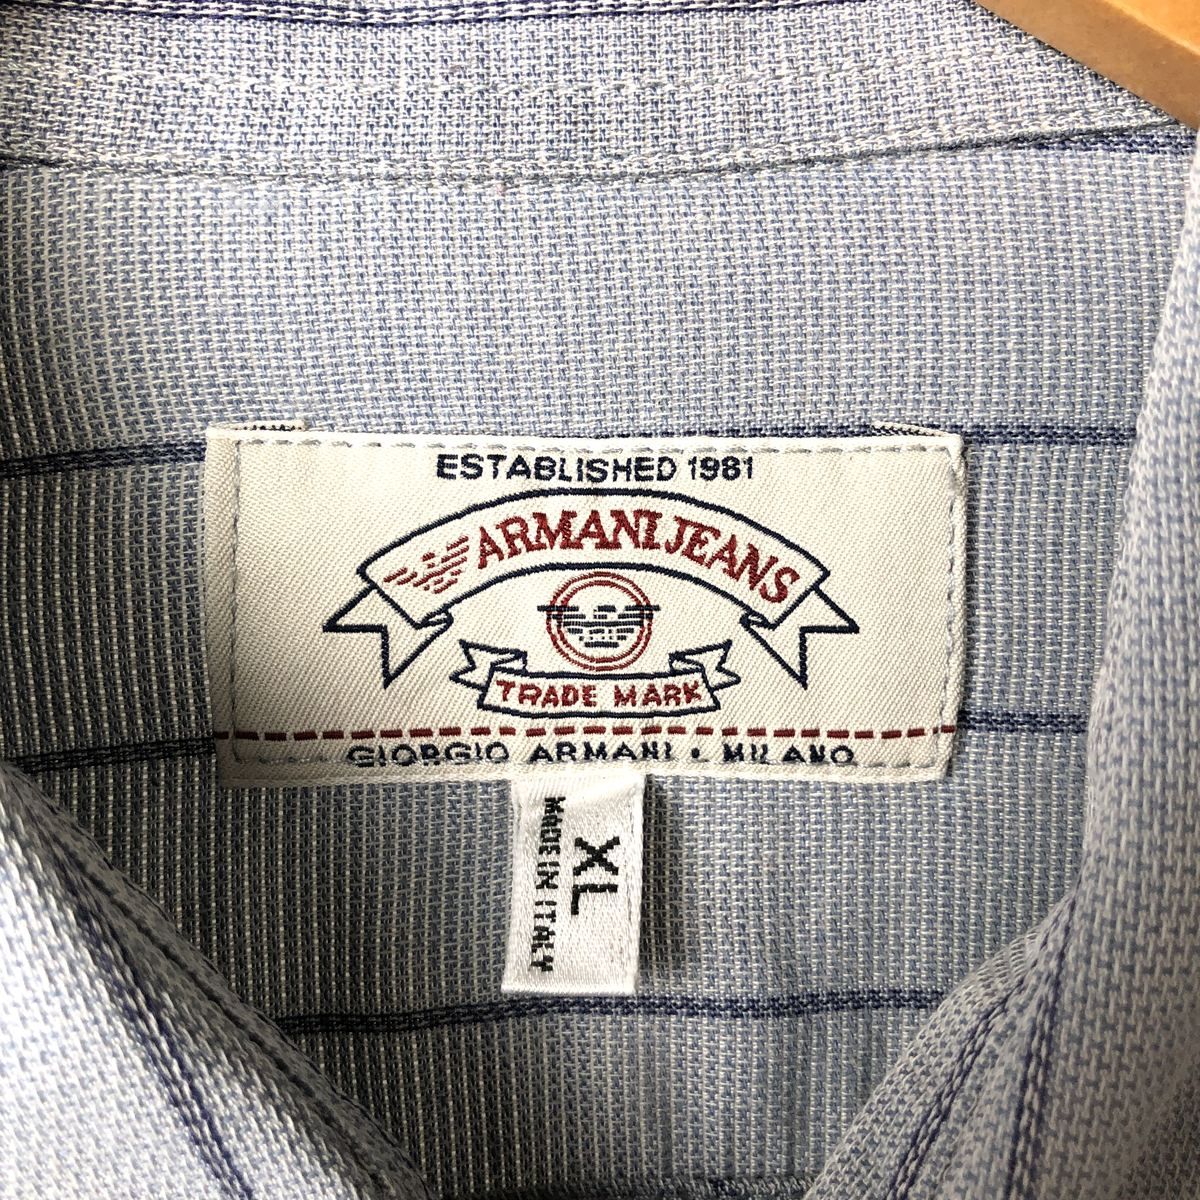 ESTABLISHED 1981
ARMANI JEANS
TRADE MARK
GIORGIO ARMANI • MILANO
XL
MADE IN ITALY